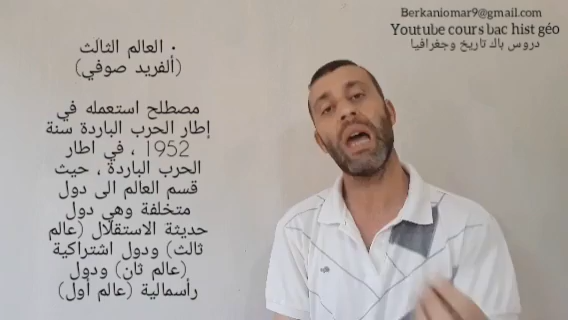 Berkaniomar9@gmail.com
Youtube cours bac hist géo
دروس باك تاريخ وجغرافيا
• العالم الثالث
(ألفريد صوفي)
مصطلح استعمله في
إطار الحرب الباردة سنة
1952 ، في اطار
الحرب الباردة ، حيث
قسم العالم الى دول
متخلفة وهي دول
حديثة الاستقلال (عالم
ثالث) ودول اشتراكية
(عالم ثان) ودول
رأسمالية (عالم أول)